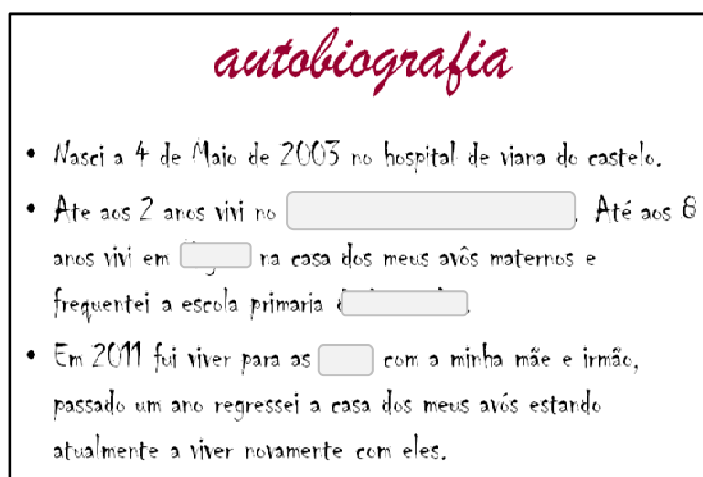 autobiografia
• Nasci a 4 de Maio de 2003 no hospital de viana do castelo.
• Ate aos 2 anos vivi no . Até aos 8
anos vivi em na casa dos meus avôs maternos e
frequentei a escola primaria
• Em 2011 fui viver para as com a minha mãe e irmão,
passado um ano regressei a casa dos meus avós estando
atualmente a viver novamente com eles.